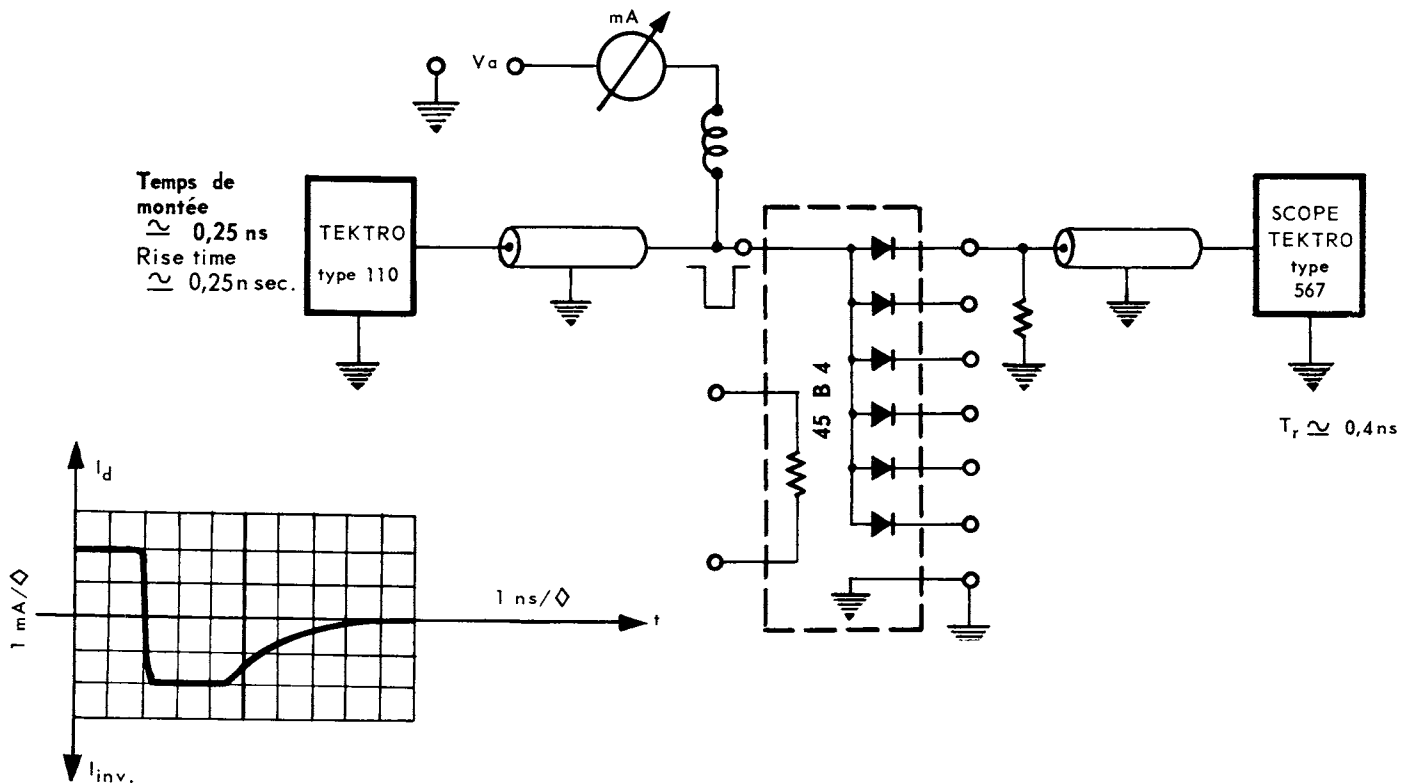 mA
Va
Temps de
montée
≃ 0,25 ns
Rise time
≃ 0,25 n sec.
TEKTRO
type 110
SCOPE
TEKTRO
type
567
45 B 4
Tr ≃ 0,4 ns
Id
1 mA/◊
1 ns/◊
t
Iinv.